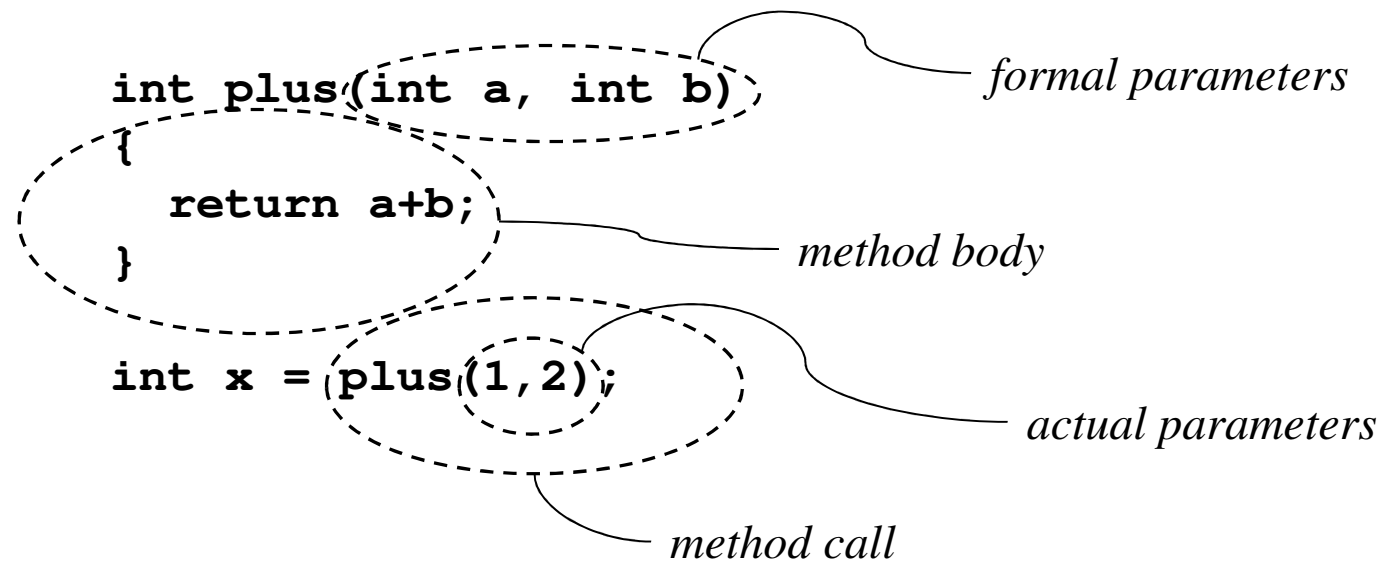 int plus(int a, int b)
formal parameters
{
return a+b;
method body
}
int x = plus(1,2);
actual parameters
method call